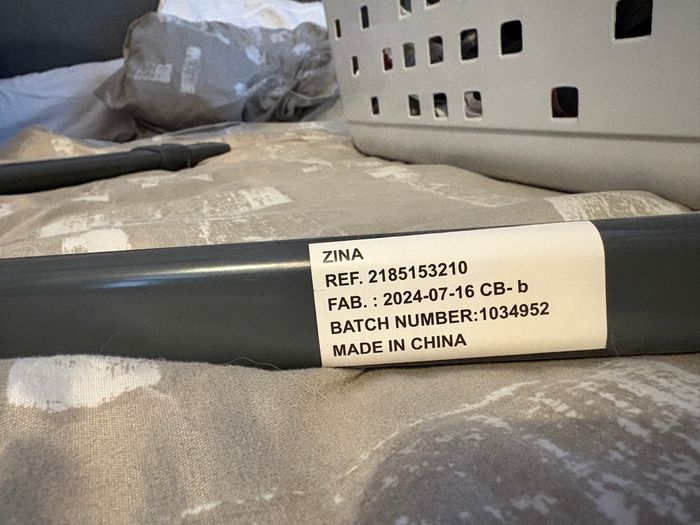 ZINA
REF. 2185153210
FAB. : 2024-07-16 CB- b
BATCH NUMBER:1034952
MADE IN CHINA